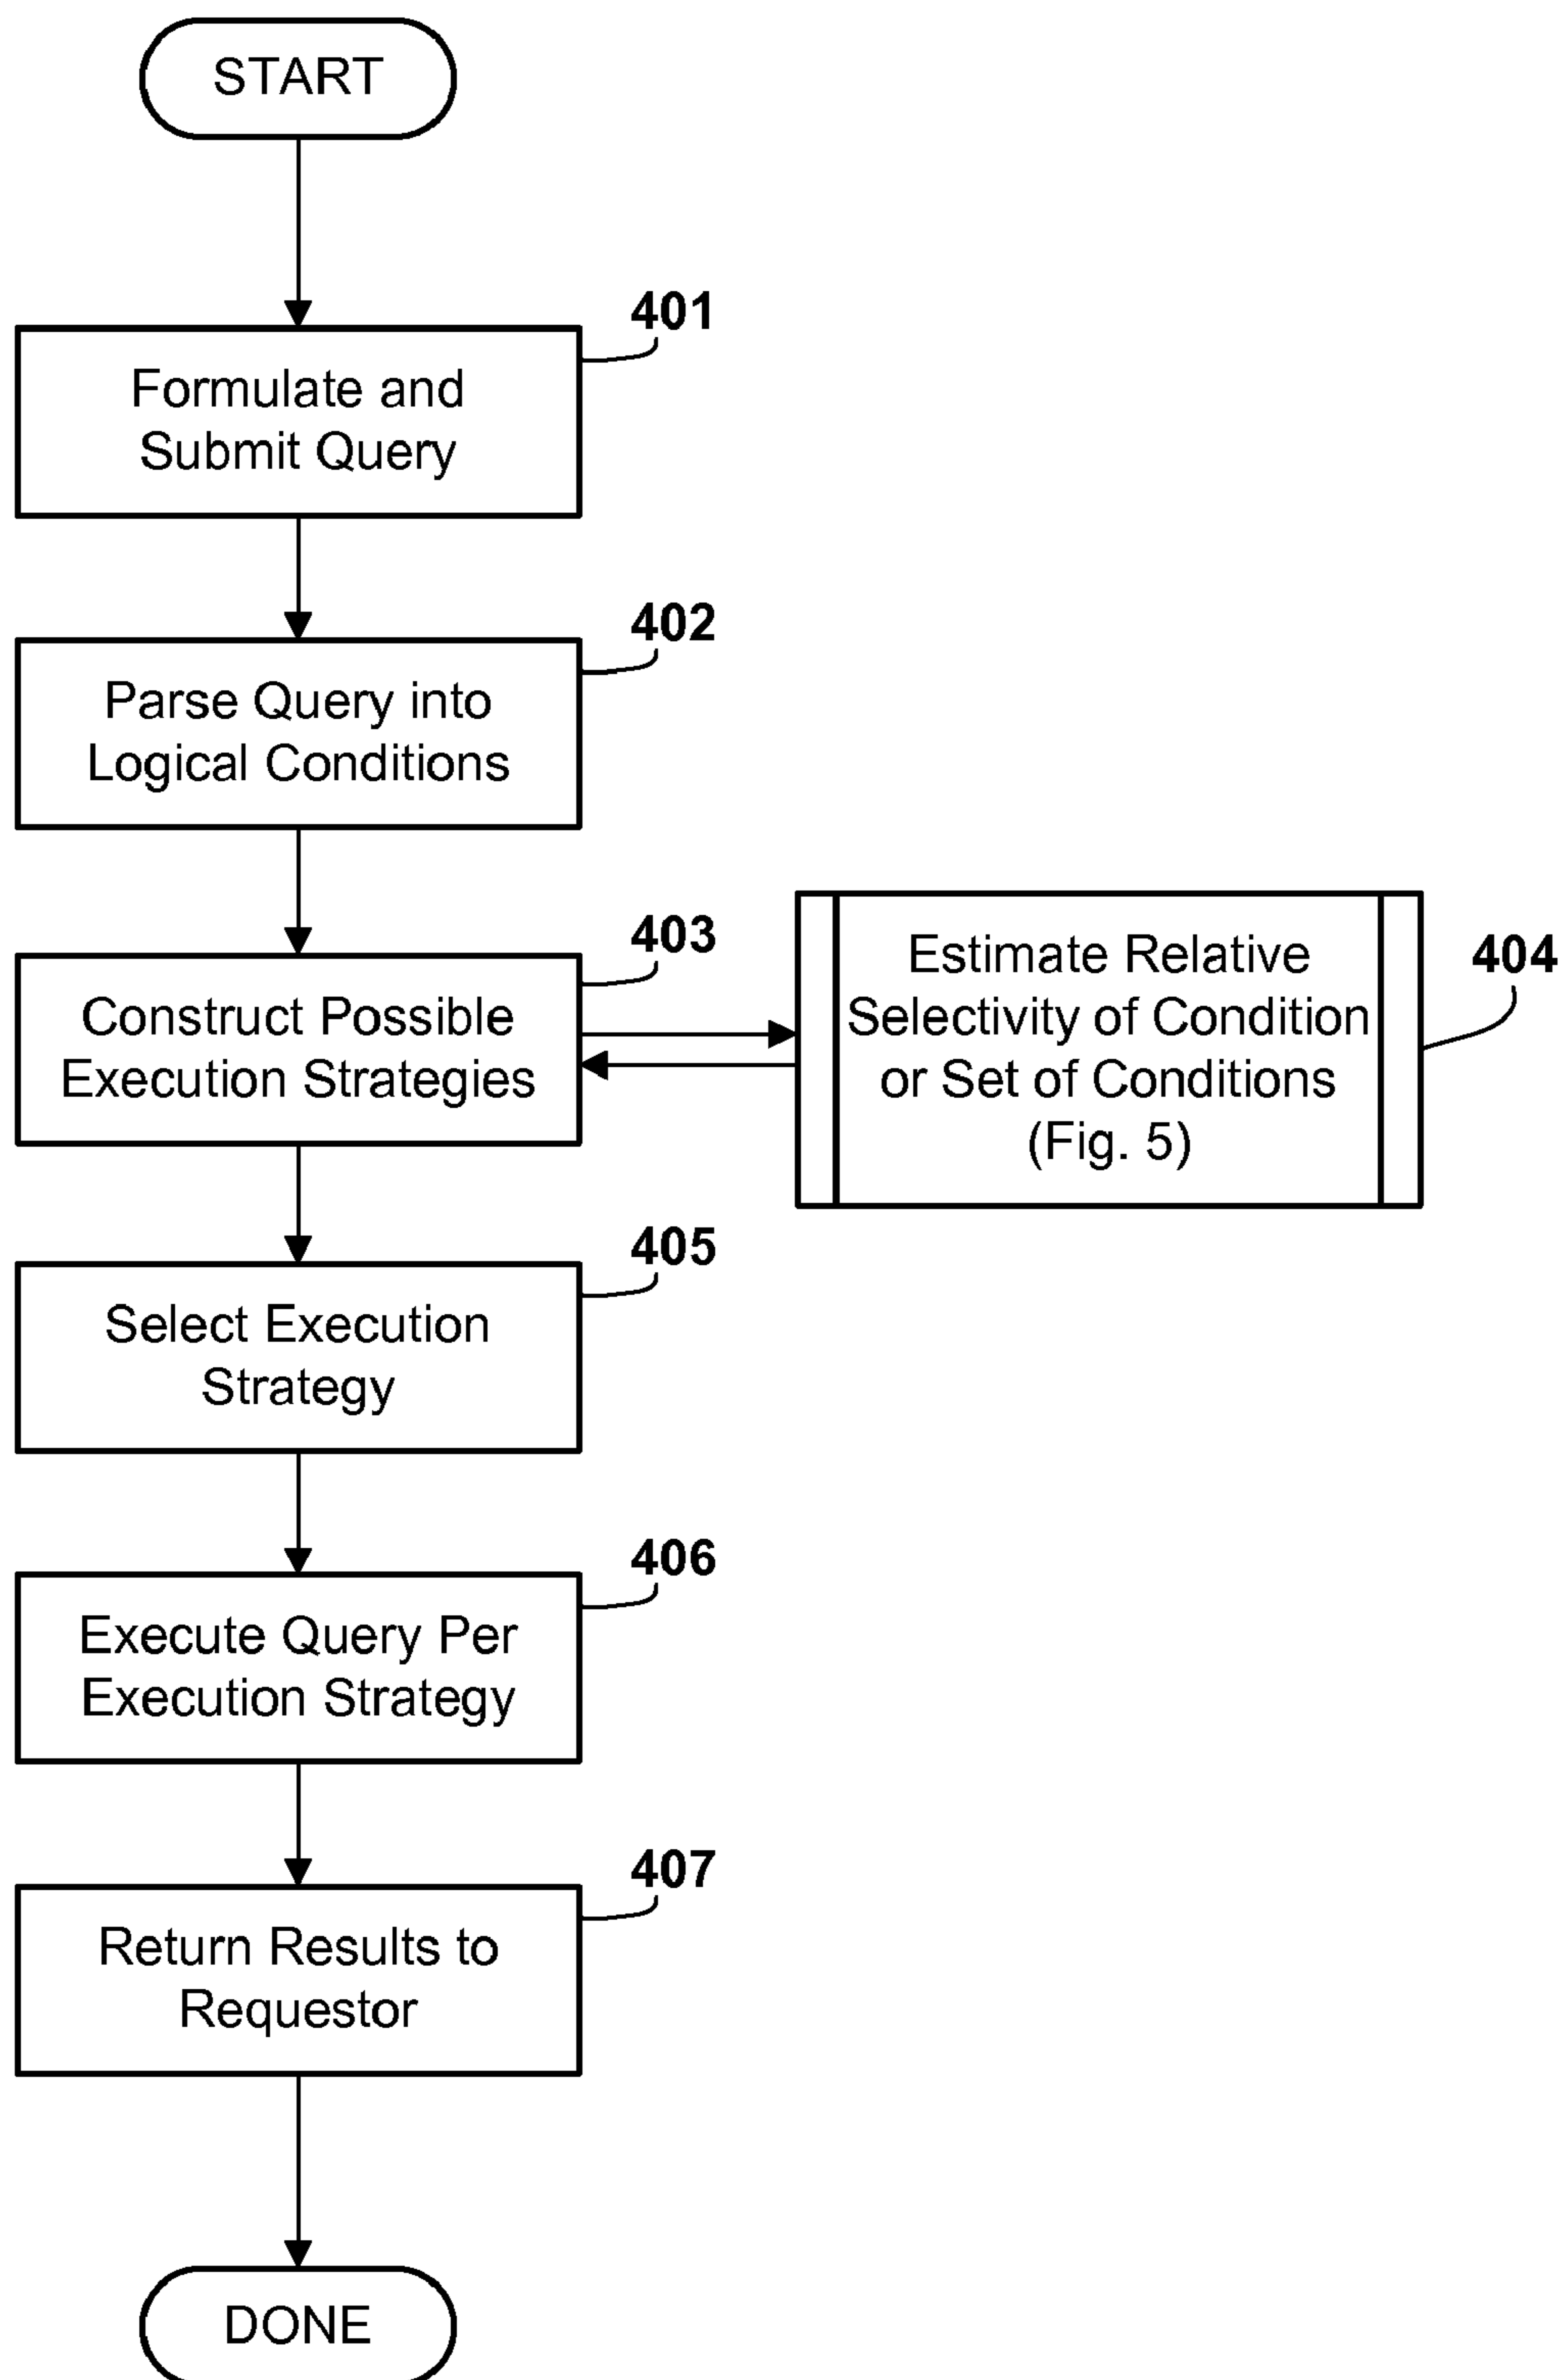 START
401
Formulate and
Submit Query
402
Parse Query into
Logical Conditions
403
Construct Possible
Execution Strategies
404
Estimate Relative
Selectivity of Condition
or Set of Conditions
(Fig. 5)
405
Select Execution
Strategy
406
Execute Query Per
Execution Strategy
407
Return Results to
Requestor
DONE